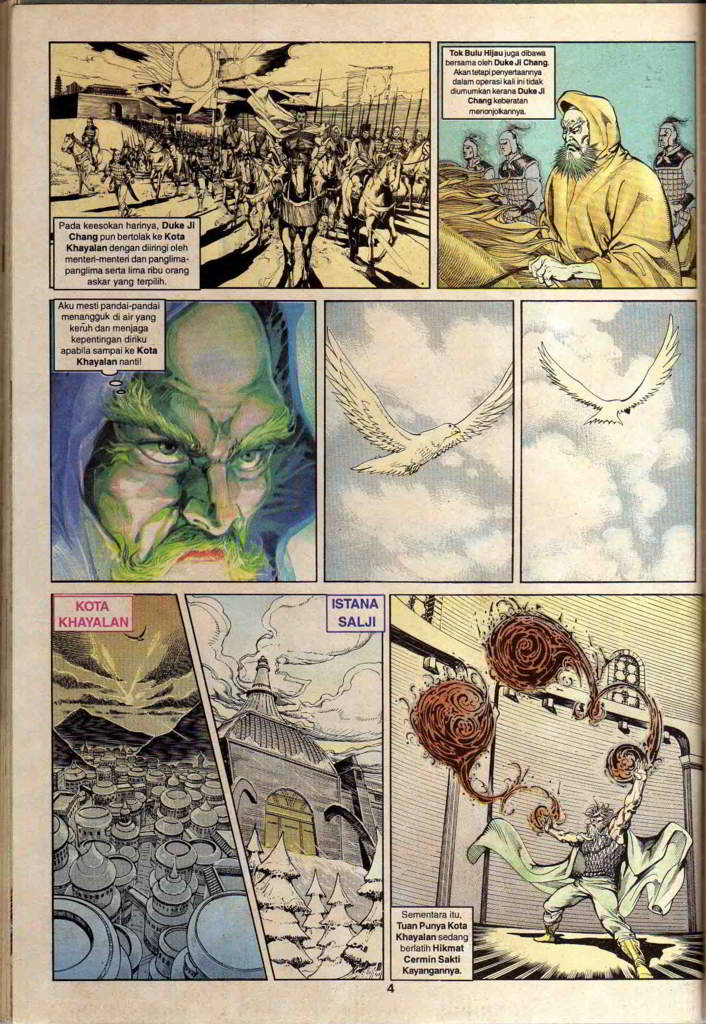 Pada keesokan harinya, Duke Ji
Chang pun bertolak ke Kota
Khayalan dengan diiringi oleh
menteri-menteri dan panglima-
panglima serta lima ribu orang
askar yang terpilih.
Tok Bulu Hijau juga dibawa
bersama oleh Duke Ji Chang.
Akan tetapi penyertaannya
dalam operasi kali ini tidak
diumumkan kerana Duke Ji
Chang keberatan
menonjolkannya.
Aku mesti pandai-pandai
menangguk di air yang
keruh dan menjaga
kepentingan diriku
apabila sampai ke Kota
Khayalan nanti!
KOTA
KHAYALAN
ISTANA
SALJI
Sementara itu,
Tuan Punya Kota
Khayalan sedang
berlatih Hikmat
Cermin Sakti
Kayangannya.
4